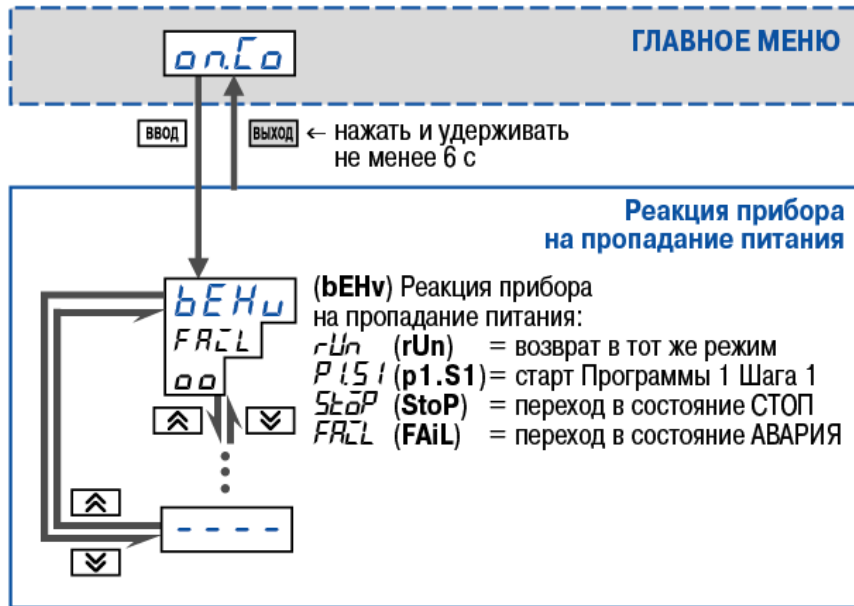 ГЛАВНОЕ МЕНЮ
on.Co
ВВОД
ВЫХОД ← нажать и удерживать
не менее 6 с
Реакция прибора
на пропадание питания
bEHv (bEHv) Реакция прибора
FAiL на пропадание питания:
oo
rUn (rUn) = возврат в тот же режим
P1.S1 (p1.S1) = старт Программы 1 Шага 1
StoP (StoP) = переход в состояние СТОП
FAiL (FAiL) = переход в состояние АВАРИЯ
- - - -